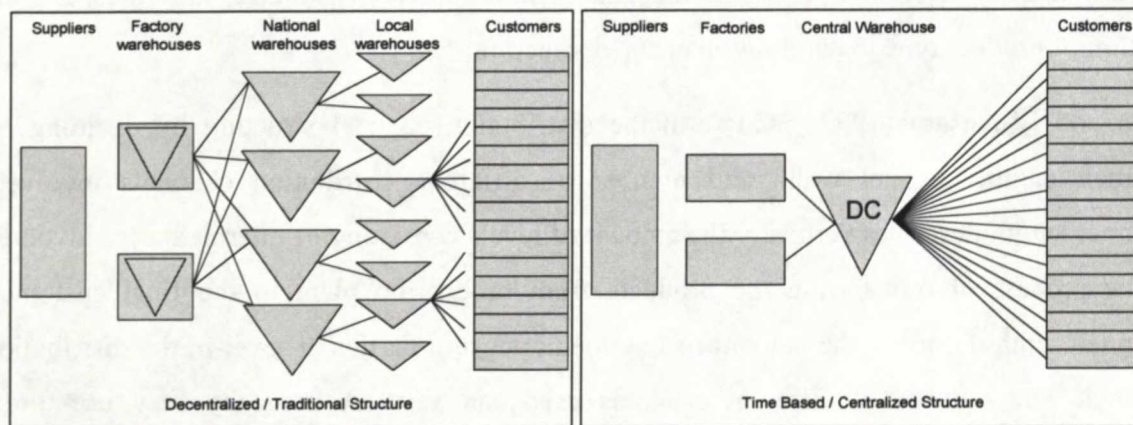 Suppliers
Factory
warehouses
National
warehouses
Local
warehouses
Customers
Decentralized / Traditional Structure
Suppliers
Factories
Central Warehouse
Customers
DC
Time Based / Centralized Structure